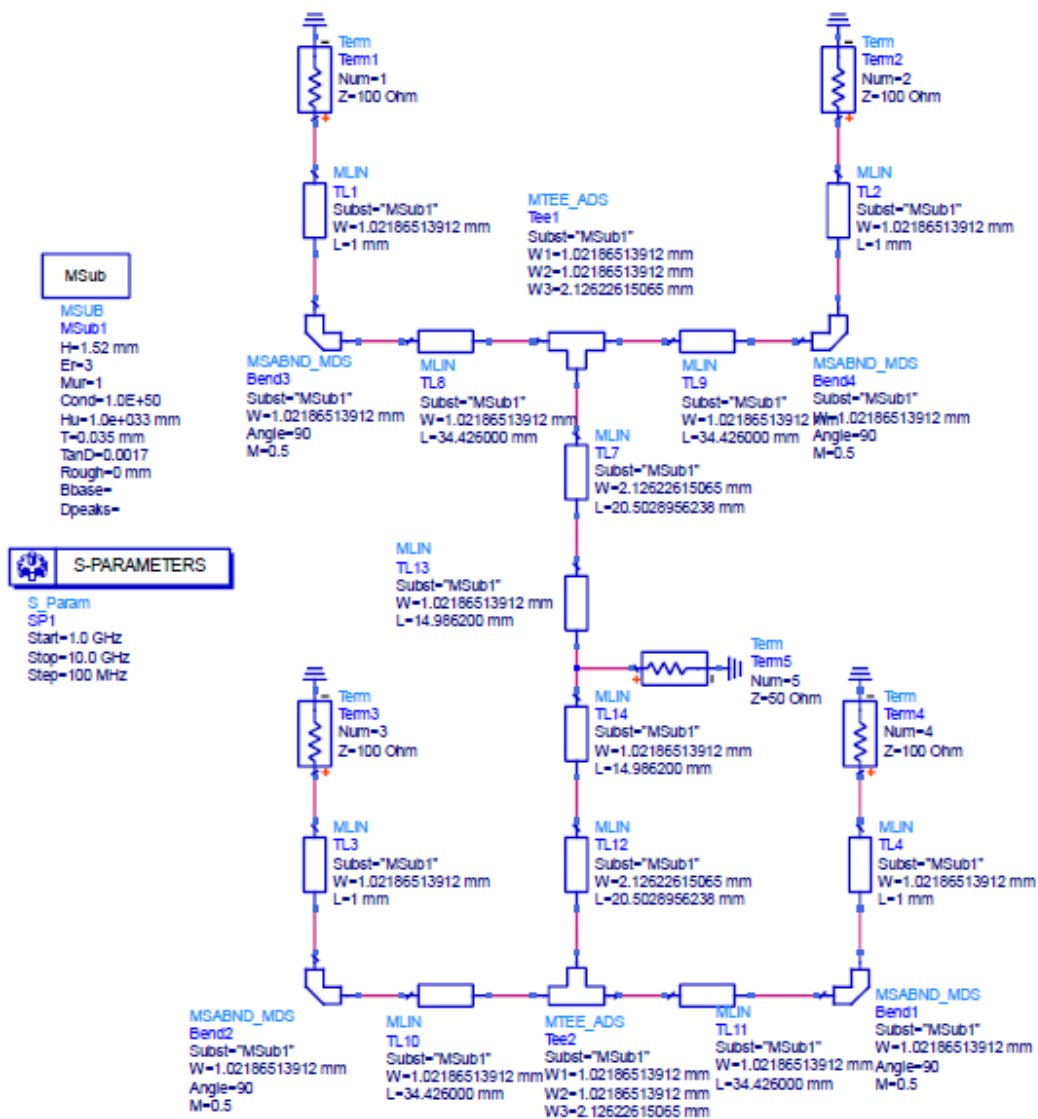 Term
Term1
Num=1
Z=100 Ohm
Term
Term2
Num=2
Z=100 Ohm
MLIN
TL1
Subst="MSub1"
W=1.02186513912 mm
L=1 mm
MLIN
TL2
Subst="MSub1"
W=1.02186513912 mm
L=1 mm
MTEE_ADS
Tee1
Subst="MSub1"
W1=1.02186513912 mm
W2=1.02186513912 mm
W3=2.12622615065 mm
MSub
MSUB
MSub1
H=1.52 mm
Er=3
Mur=1
Cond=1.0E+50
Hu=1.0e+033 mm
T=0.035 mm
TanD=0.0017
Rough=0 mm
Bbase=
Dpeaks=
MSABND_MDS
Bend3
Subst="MSub1"
W=1.02186513912 mm
Angle=90
M=0.5
MLIN
TL8
Subst="MSub1"
W=1.02186513912 mm
L=34.426000 mm
MLIN
TL9
Subst="MSub1"
W=1.02186513912 mm
L=34.426000 mm
MSABND_MDS
Bend4
Subst="MSub1"
W=1.02186513912 mm
Angle=90
M=0.5
MLIN
TL7
Subst="MSub1"
W=2.12622615065 mm
L=20.5028956238 mm
S-PARAMETERS
S_Param
SP1
Start=1.0 GHz
Stop=10.0 GHz
Step=100 MHz
MLIN
TL13
Subst="MSub1"
W=1.02186513912 mm
L=14.986200 mm
Term
Term5
Num=5
Z=50 Ohm
Term
Term3
Num=3
Z=100 Ohm
MLIN
TL14
Subst="MSub1"
W=1.02186513912 mm
L=14.986200 mm
Term
Term4
Num=4
Z=100 Ohm
MLIN
TL3
Subst="MSub1"
W=1.02186513912 mm
L=1 mm
MLIN
TL12
Subst="MSub1"
W=2.12622615065 mm
L=20.5028956238 mm
MLIN
TL4
Subst="MSub1"
W=1.02186513912 mm
L=1 mm
MSABND_MDS
Bend2
Subst="MSub1"
W=1.02186513912 mm
Angle=90
M=0.5
MLIN
TL10
Subst="MSub1"
W=1.02186513912 mm
L=34.426000 mm
MTEE_ADS
Tee2
Subst="MSub1"
W1=1.02186513912 mm
W2=1.02186513912 mm
W3=2.12622615065 mm
MLIN
TL11
Subst="MSub1"
W=1.02186513912 mm
L=34.426000 mm
MSABND_MDS
Bend1
Subst="MSub1"
W=1.02186513912 mm
Angle=90
M=0.5